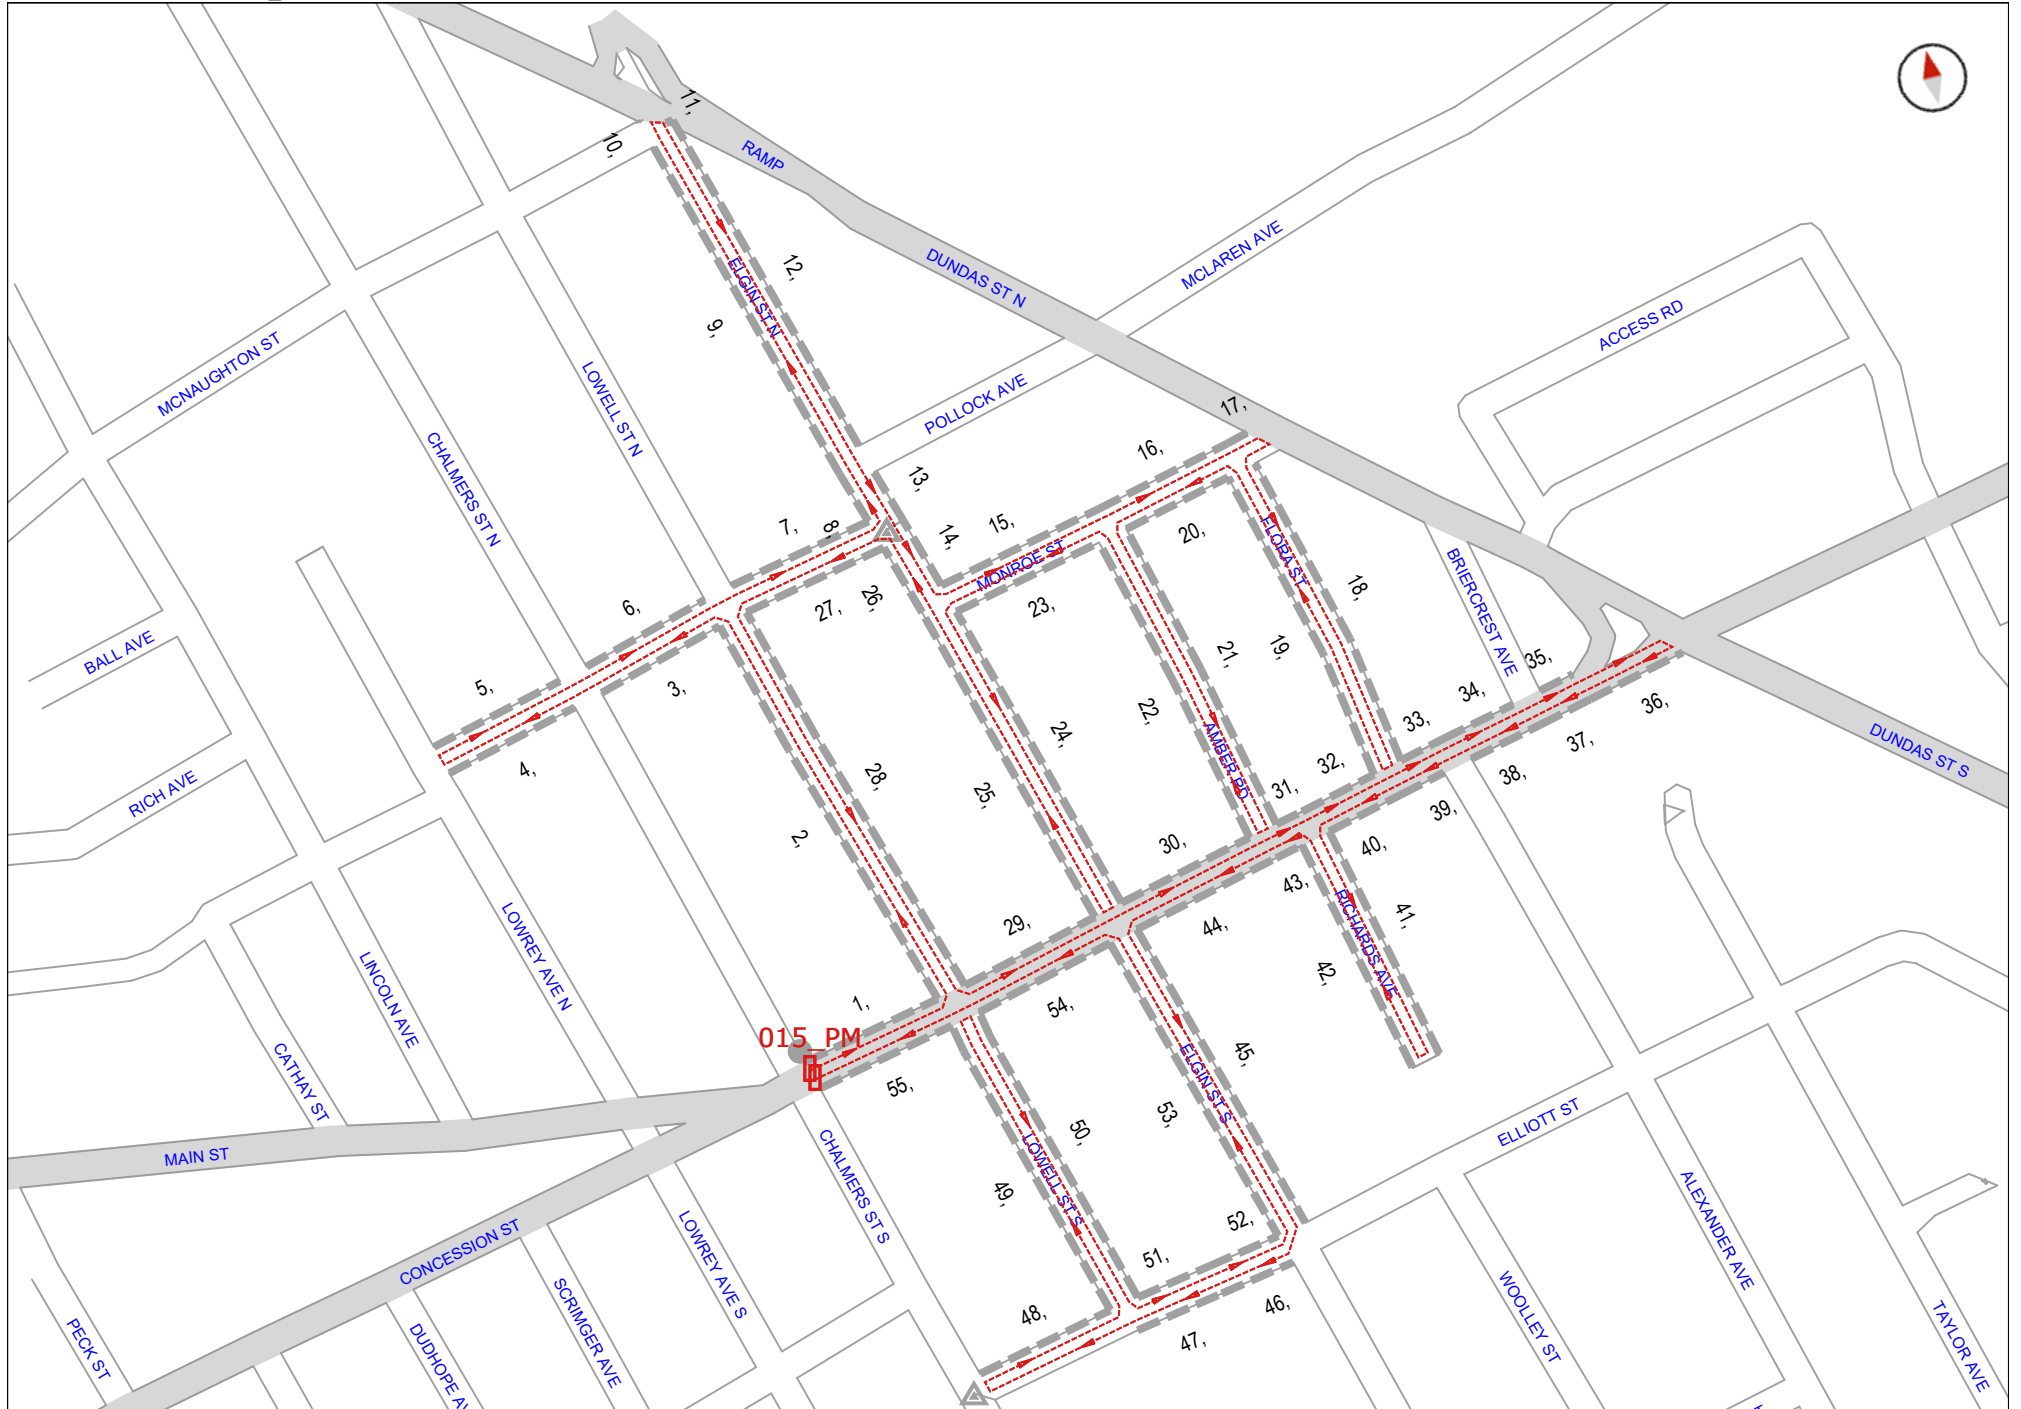 11,
10,
RAMP
12,
ELGIN ST N
9,
DUNDAS ST N
MCLAREN AVE
ACCESS RD
MCNAUGHTON ST
LOWELL ST N
POLLOCK AVE
17,
CHALMERS ST N
16,
13,
7,
8,
14,
15,
20,
FLORA ST
MONROE ST
BRIERCREST AVE
18,
6,
27,
26,
23,
19,
21,
35,
BALL AVE
5,
3,
34,
36,
22,
33,
24,
37,
DUNDAS ST S
4,
28,
AMBER RD
32,
38,
RICH AVE
25,
31,
39,
2,
30,
40,
43,
41,
29,
44,
RICHARDS AVE
LOWREY AVE N
42,
LINCOLN AVE
1,
54,
015_PM
45,
CATHAY ST
55,
ELGIN ST S
53,
50,
ELLIOTT ST
MAIN ST
CHALMERS ST S
LOWELL ST S
49,
ALEXANDER AVE
52,
CONCESSION ST
LOWREY AVE S
51,
46,
48,
47,
WOOLLEY ST
SCRIMGER AVE
PECK ST
DUDHOPE AV
TAYLOR AVE